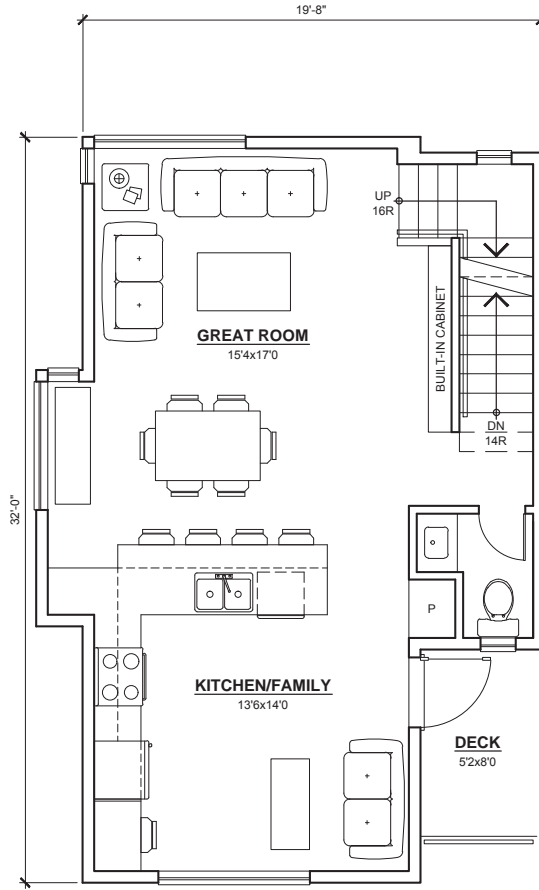 19'-8"
UP
16R
BUILT-IN CABINET
GREAT ROOM
15'4x17'0
DN
14R
32'-0"
P
KITCHEN/FAMILY
13'6x14'0
DECK
5'2x8'0